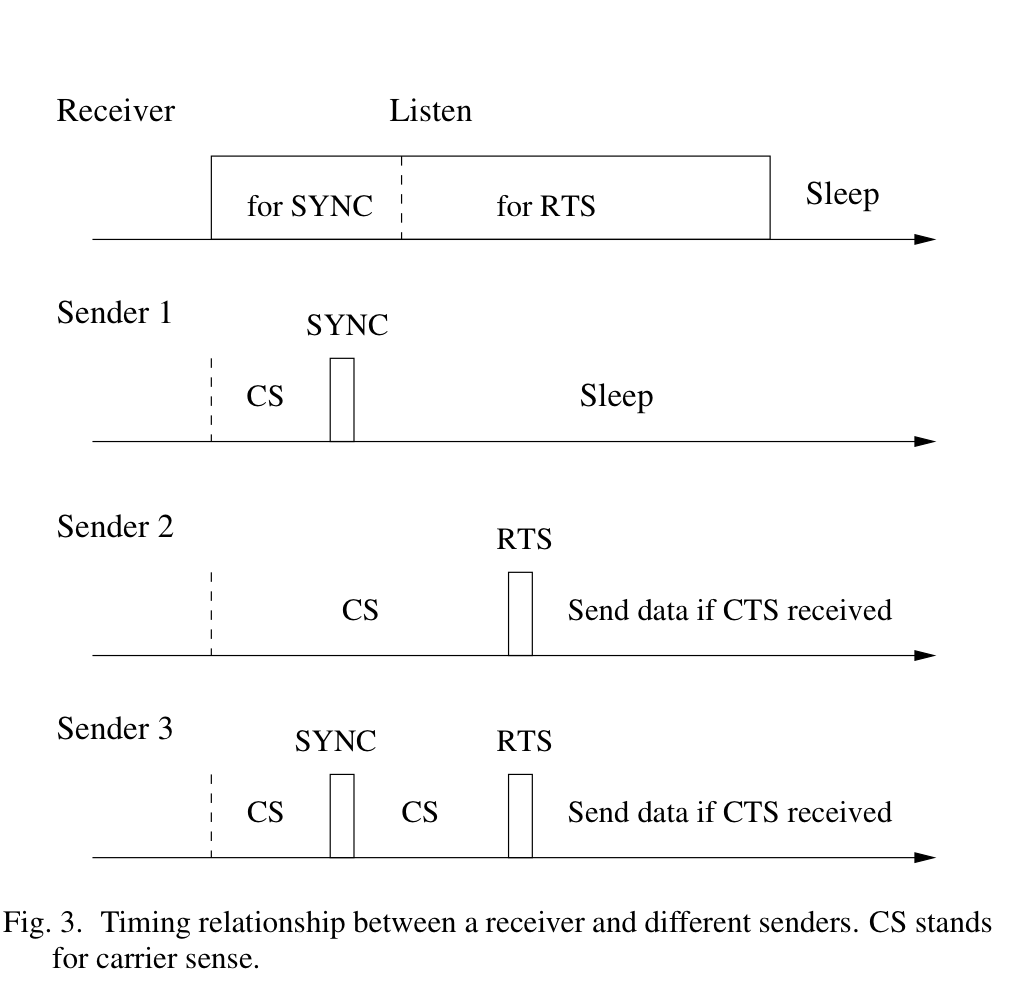 Receiver
Listen
for SYNC
for RTS
Sleep
Sender 1
SYNC
CS
Sleep
Sender 2
RTS
CS
Send data if CTS received
Sender 3
SYNC
RTS
CS
CS
Send data if CTS received
Fig. 3. Timing relationship between a receiver and different senders. CS stands
for carrier sense.